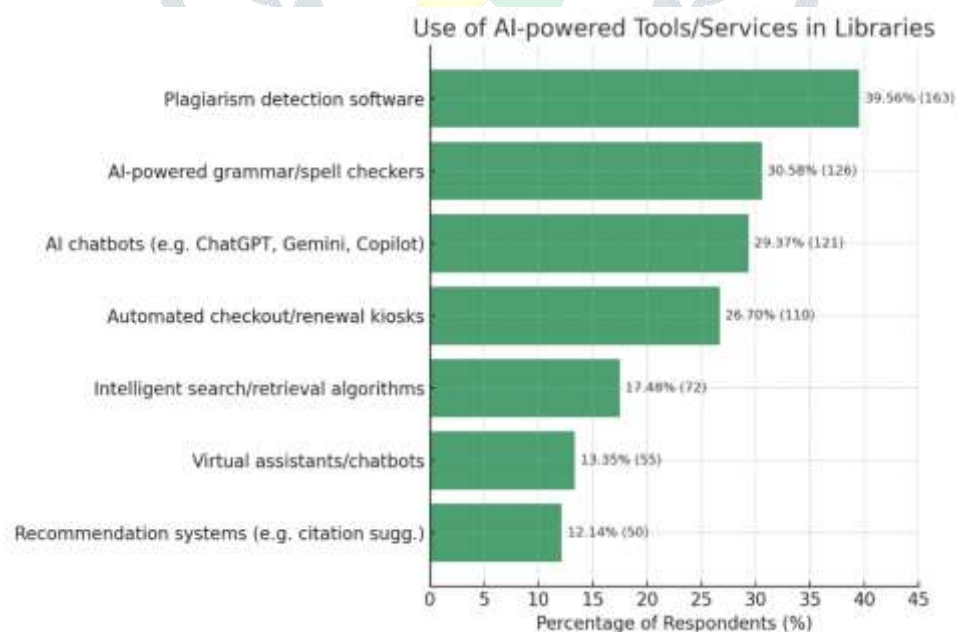 Use of AI-powered Tools/Services in Libraries
Plagiarism detection software 39.56% (163)
AI-powered grammar/spell checkers 30.58% (126)
AI chatbots (e.g. ChatGPT, Gemini, Copilot) 29.37% (121)
Automated checkout/renewal kiosks 26.70% (110)
Intelligent search/retrieval algorithms 17.48% (72)
Virtual assistants/chatbots 13.35% (55)
Recommendation systems (e.g. citation sugg.) 12.14% (50)
0 5 10 15 20 25 30 35 40 45
Percentage of Respondents (%)